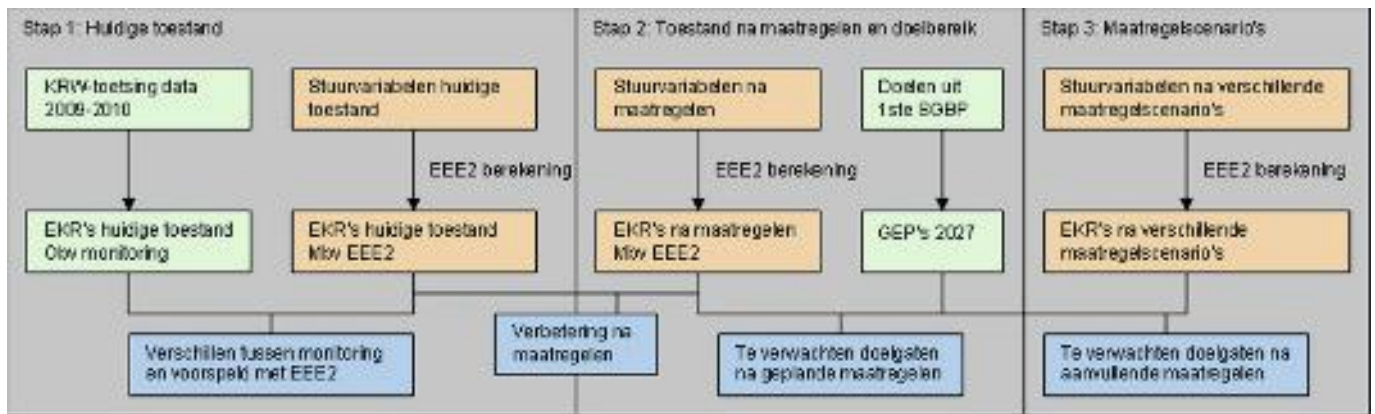 Stap 1: Huidige toestand
KRW-toetsing data
2009-2010
Stuurvariabelen huidige
toestand
EEE2 berekening
EKR's huidige toestand
Obv monitoring
EKR's huidige toestand
Mbv EEE2
Verschillen tussen monitoring
en voorspeld met EEE2
Verbetering na
maatregelen
Stap 2: Toestand na maatregelen en doelbereik
Stuurvariabelen na
maatregelen
Doelen uit
1ste SGBP
EEE2 berekening
EKR's na maatregelen
Mbv EEE2
GEP's 2027
Te verwachten doelgaten
na geplande maatregelen
Stap 3: Maatregelscenario's
Stuurvariabelen na verschillende
maatregelscenario's
EEE2 berekening
EKR's na verschillende
maatregelscenario's
Te verwachten doelgaten na
aanvullende maatregelen